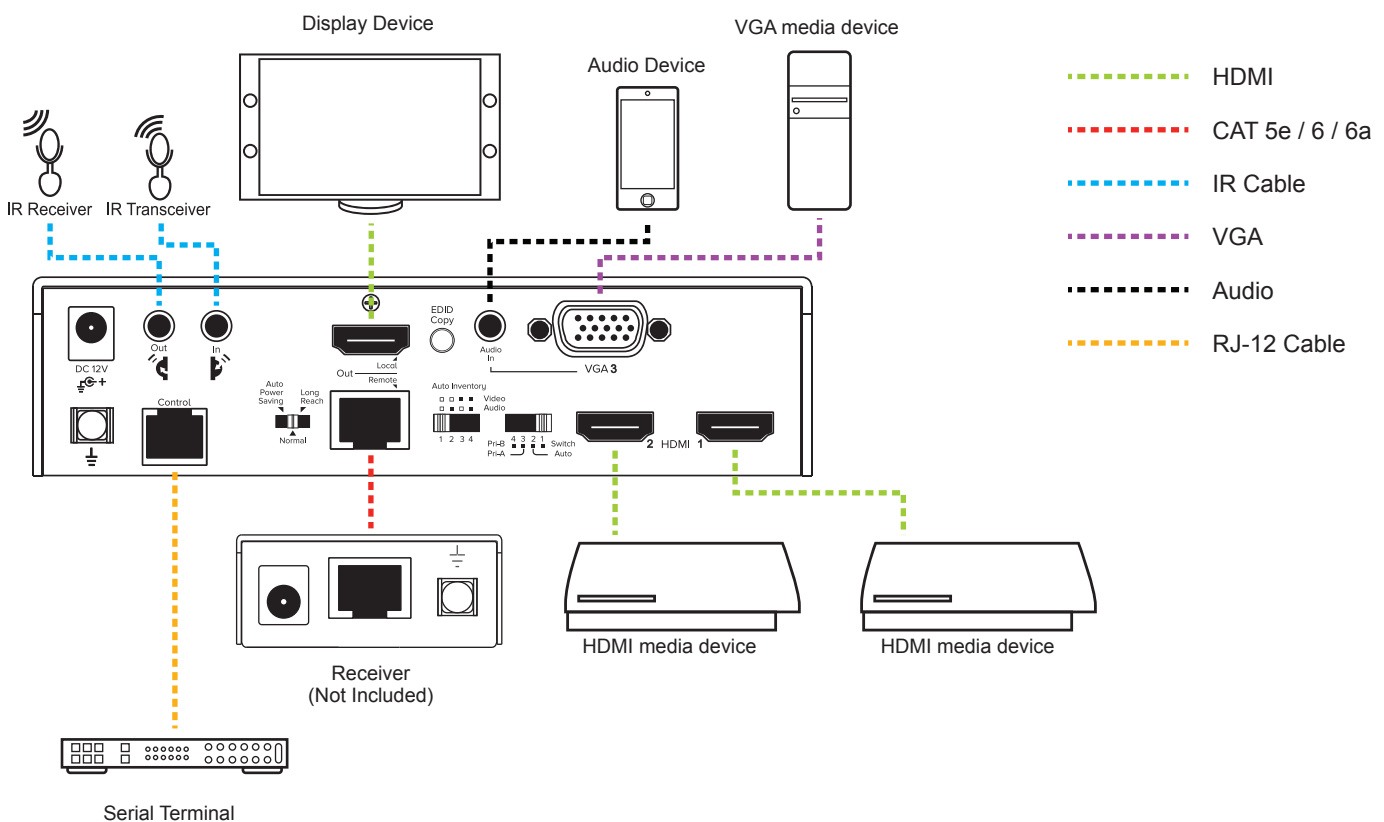 Display Device
VGA media device
Audio Device
HDMI
CAT 5e / 6 / 6a
IR Cable
VGA
Audio
RJ-12 Cable
IR Receiver
IR Transceiver
DC 12V
+
Out
In
Control
Auto
Power
Saving
Long
Reach
Normal
Out
Local
Remote
EDID
Copy
Audio
In
VGA 3
Auto Inventory
Video
Audio
1 2 3 4
4 3 2 1
Pri-B
Switch
Pri-A
Auto
2 HDMI 1
Receiver
(Not Included)
HDMI media device
HDMI media device
Serial Terminal